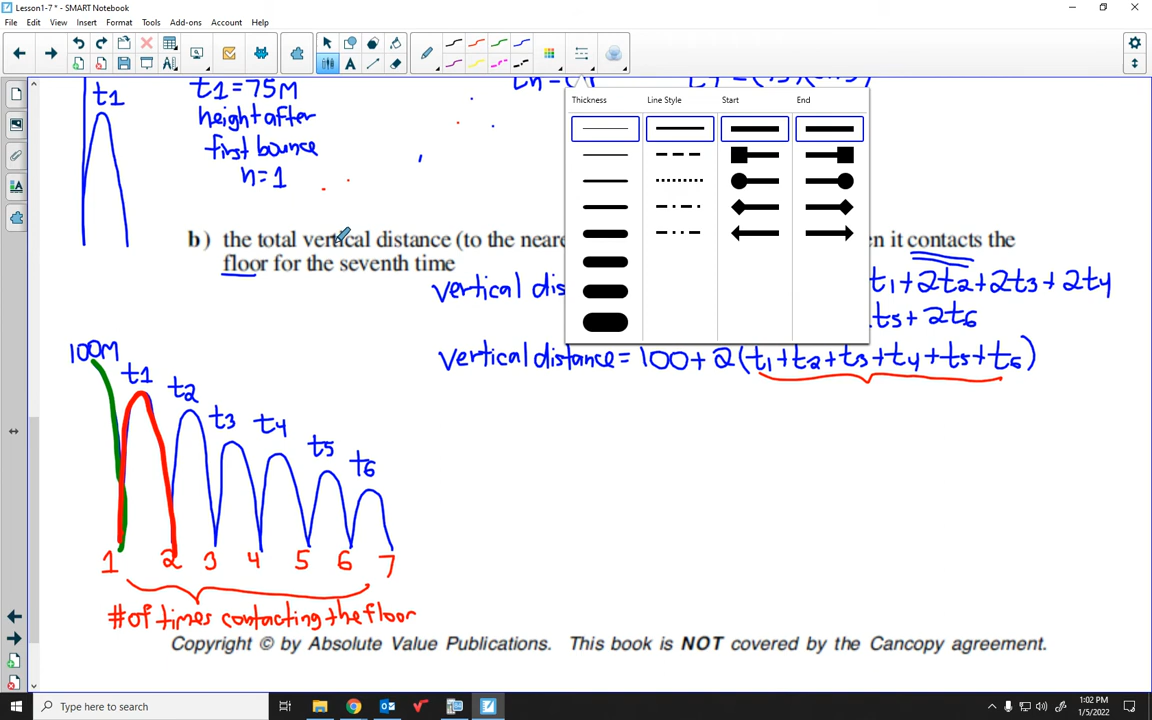 Lesson1-7 * - SMART Notebook
File Edit View Insert Format Tools Add-ons Account Help
Thickness Line Style Start End
t1
t1 = 75M
height after
first bounce
n = 1
b) the total vertical distance (to the neare
n it contacts the
floor for the seventh time
vertical dis
t1 + 2t2 + 2t3 + 2t4
t5 + 2t6
vertical distance = 100 + 2(t1 + t2 + t3 + t4 + t5 + t6)
100M
t1 t2 t3 t4 t5 t6
1 2 3 4 5 6 7
# of times contacting the floor
Copyright © by Absolute Value Publications. This book is NOT covered by the Cancopy agreement.
Type here to search
1:02 PM
1/5/2022